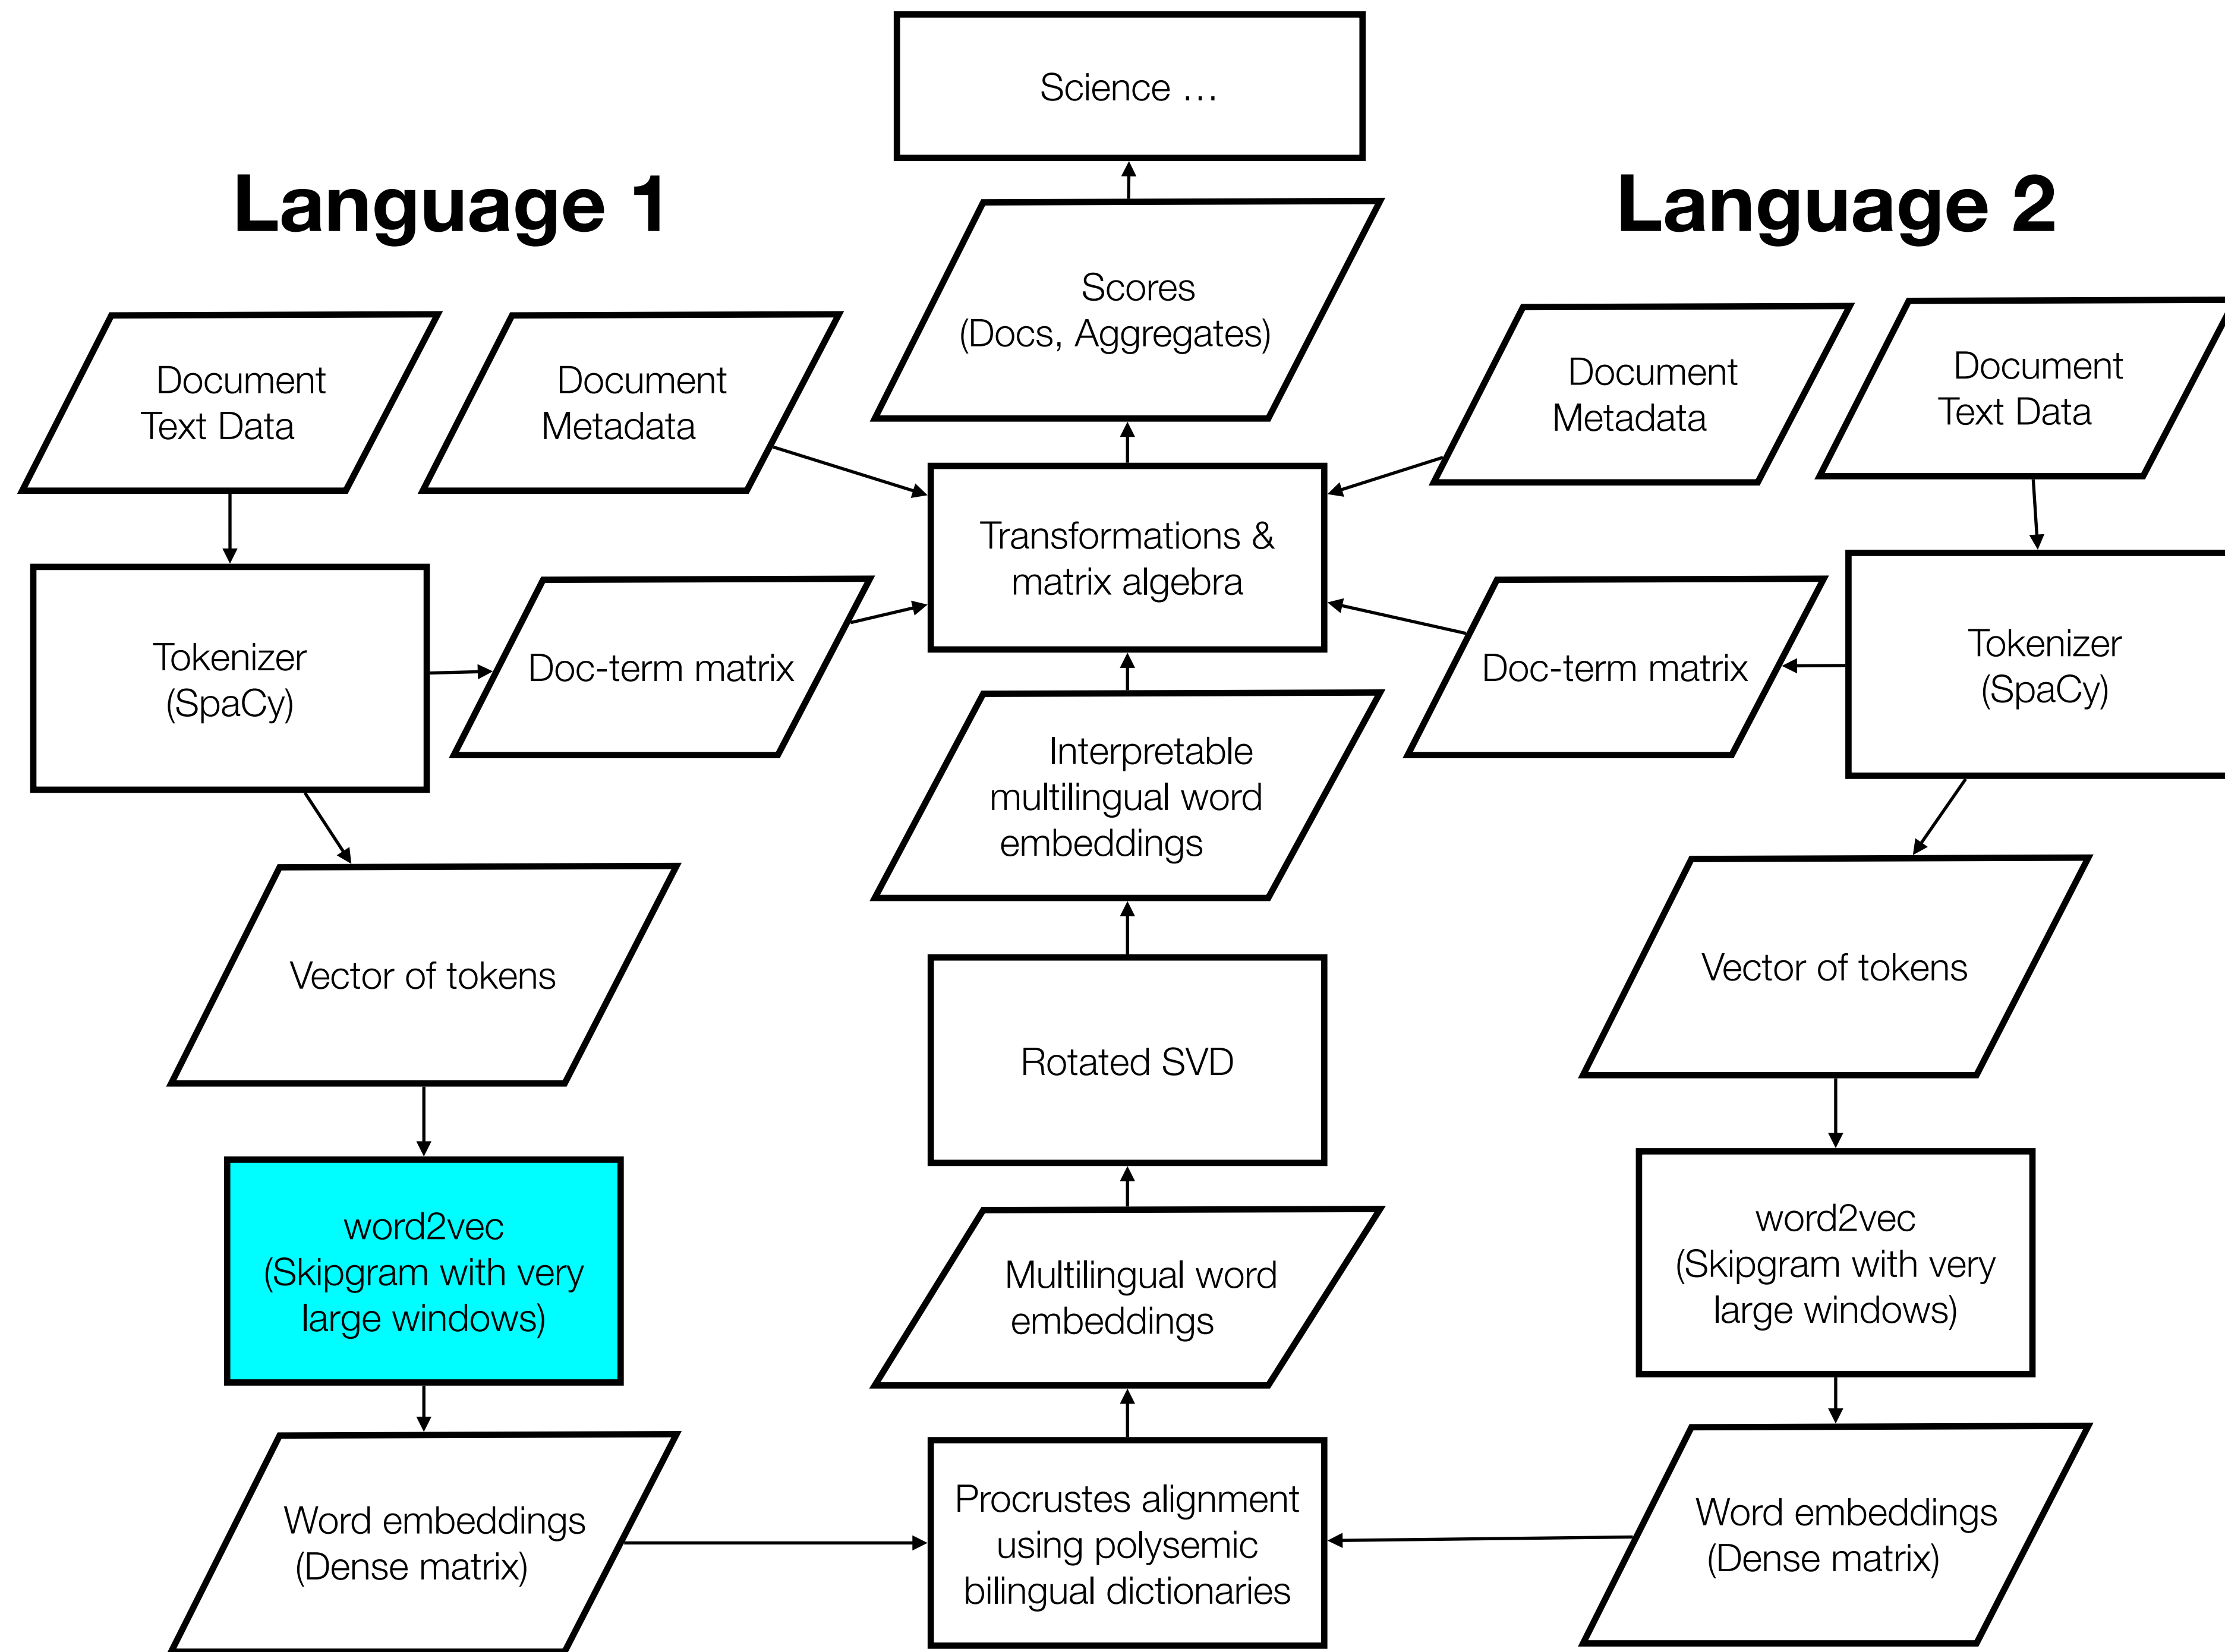 Science …
Language 1
Language 2
Scores
(Docs, Aggregates)
Document
Text Data
Document
Metadata
Document
Metadata
Document
Text Data
Transformations &
matrix algebra
Tokenizer
(SpaCy)
Doc-term matrix
Doc-term matrix
Tokenizer
(SpaCy)
Interpretable
multilingual word
embeddings
Vector of tokens
Vector of tokens
Rotated SVD
word2vec
(Skipgram with very
large windows)
word2vec
(Skipgram with very
large windows)
Multilingual word
embeddings
Word embeddings
(Dense matrix)
Procrustes alignment
using polysemic
bilingual dictionaries
Word embeddings
(Dense matrix)